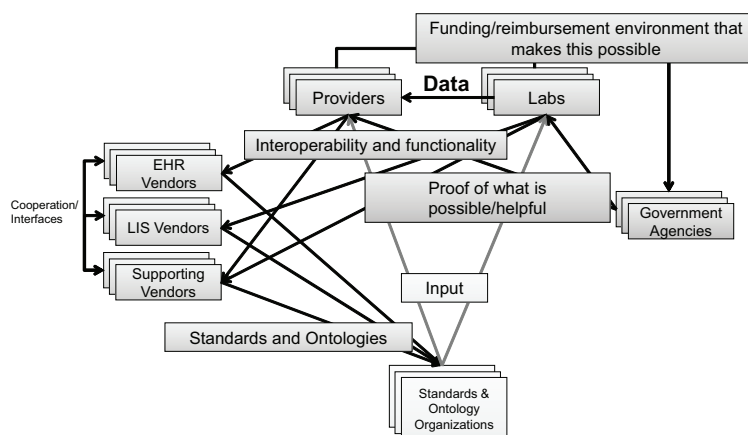 Funding/reimbursement environment that
makes this possible
Data
Providers
Labs
Interoperability and functionality
EHR
Vendors
Proof of what is
possible/helpful
Cooperation/
Interfaces
LIS Vendors
Government
Agencies
Supporting
Vendors
Input
Standards and Ontologies
Standards &
Ontology
Organizations